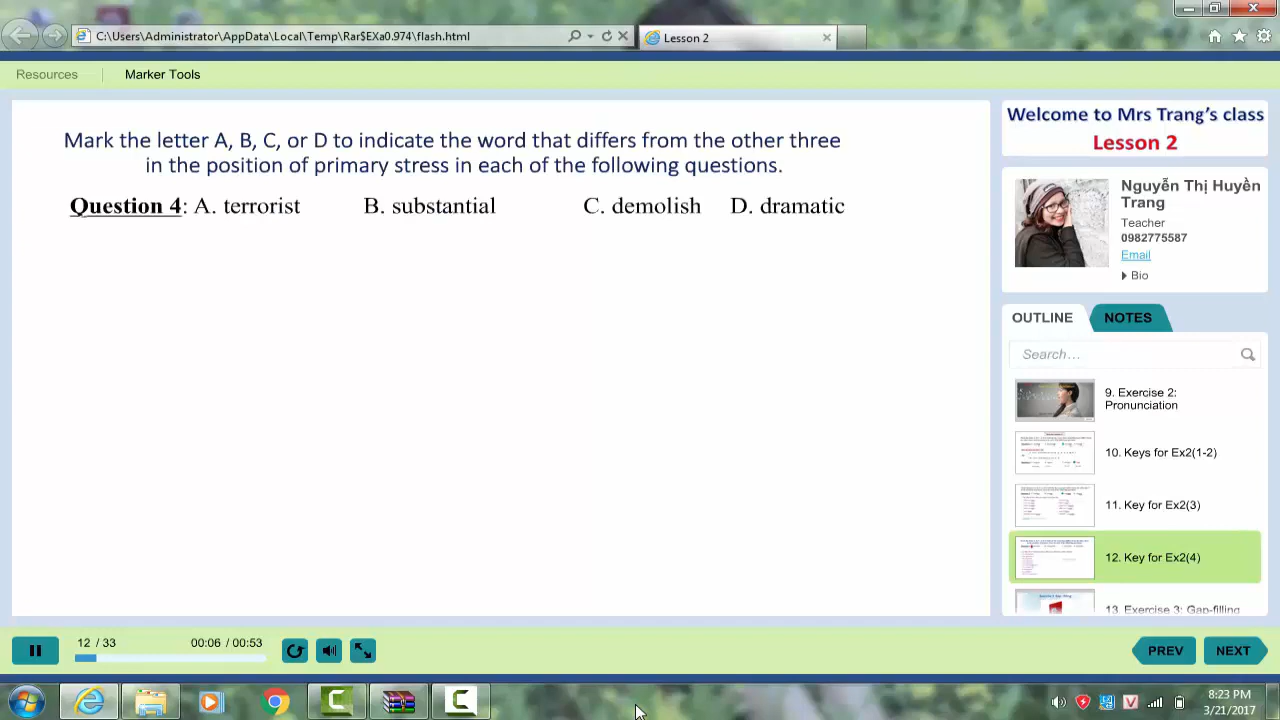 C:\Users\Administrator\AppData\Local\Temp\Rar$EXa0.974\flash.html
Lesson 2
Resources
Marker Tools
Mark the letter A, B, C, or D to indicate the word that differs from the other three
in the position of primary stress in each of the following questions.
Question 4: A. terrorist B. substantial C. demolish D. dramatic
Welcome to Mrs Trang's class
Lesson 2
Nguyễn Thị Huyền
Trang
Teacher
0982775587
Email
Bio
OUTLINE
NOTES
Search...
9. Exercise 2:
Pronunciation
10. Keys for Ex2(1-2)
11. Key for Ex2(3)
12. Key for Ex2(4)
13. Exercise 3: Gap-filling
12 / 33
00:06 / 00:53
PREV
NEXT
8:23 PM
3/21/2017